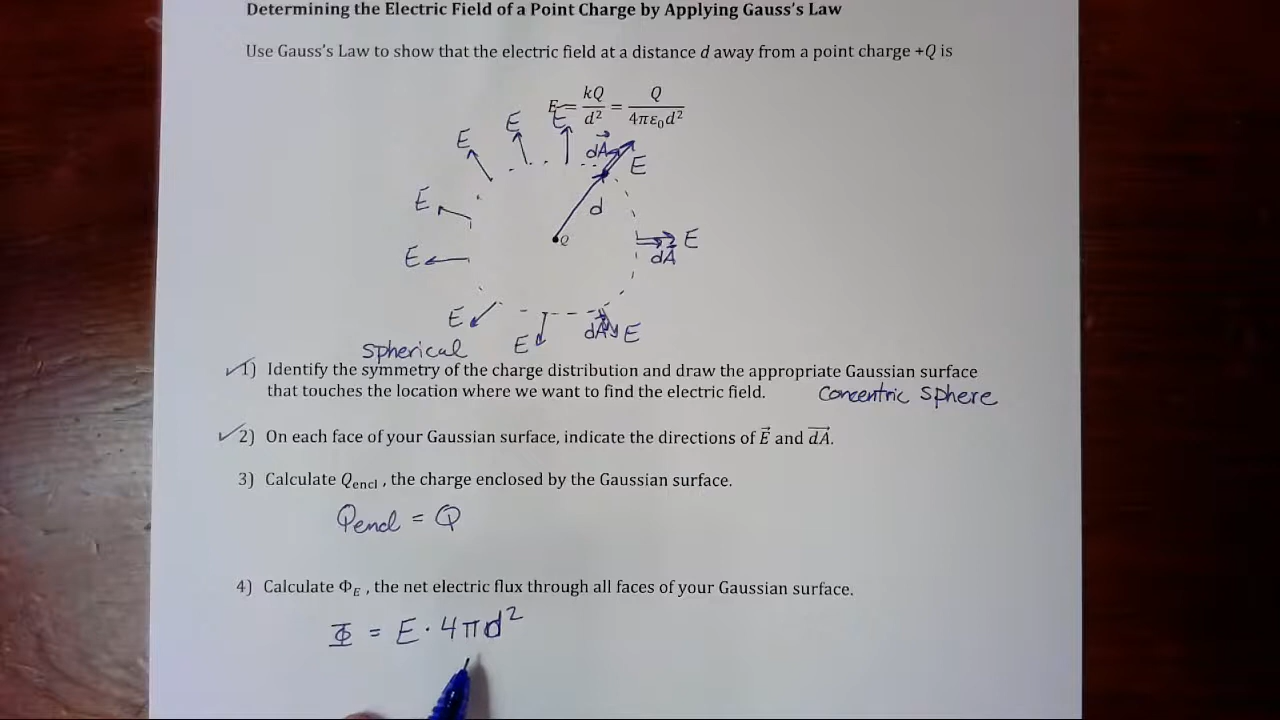 Determining the Electric Field of a Point Charge by Applying Gauss's Law
Use Gauss's Law to show that the electric field at a distance d away from a point charge +Q is
E = kQ/d² = Q/4πε₀d²
E E E E dA⃗ E
E d
Q E
E dA
E E dA E
spherical
1) Identify the symmetry of the charge distribution and draw the appropriate Gaussian surface
that touches the location where we want to find the electric field. concentric sphere
2) On each face of your Gaussian surface, indicate the directions of E⃗ and dA⃗.
3) Calculate Qencl , the charge enclosed by the Gaussian surface.
Qencl = Q
4) Calculate ΦE , the net electric flux through all faces of your Gaussian surface.
Φ = E · 4πd²